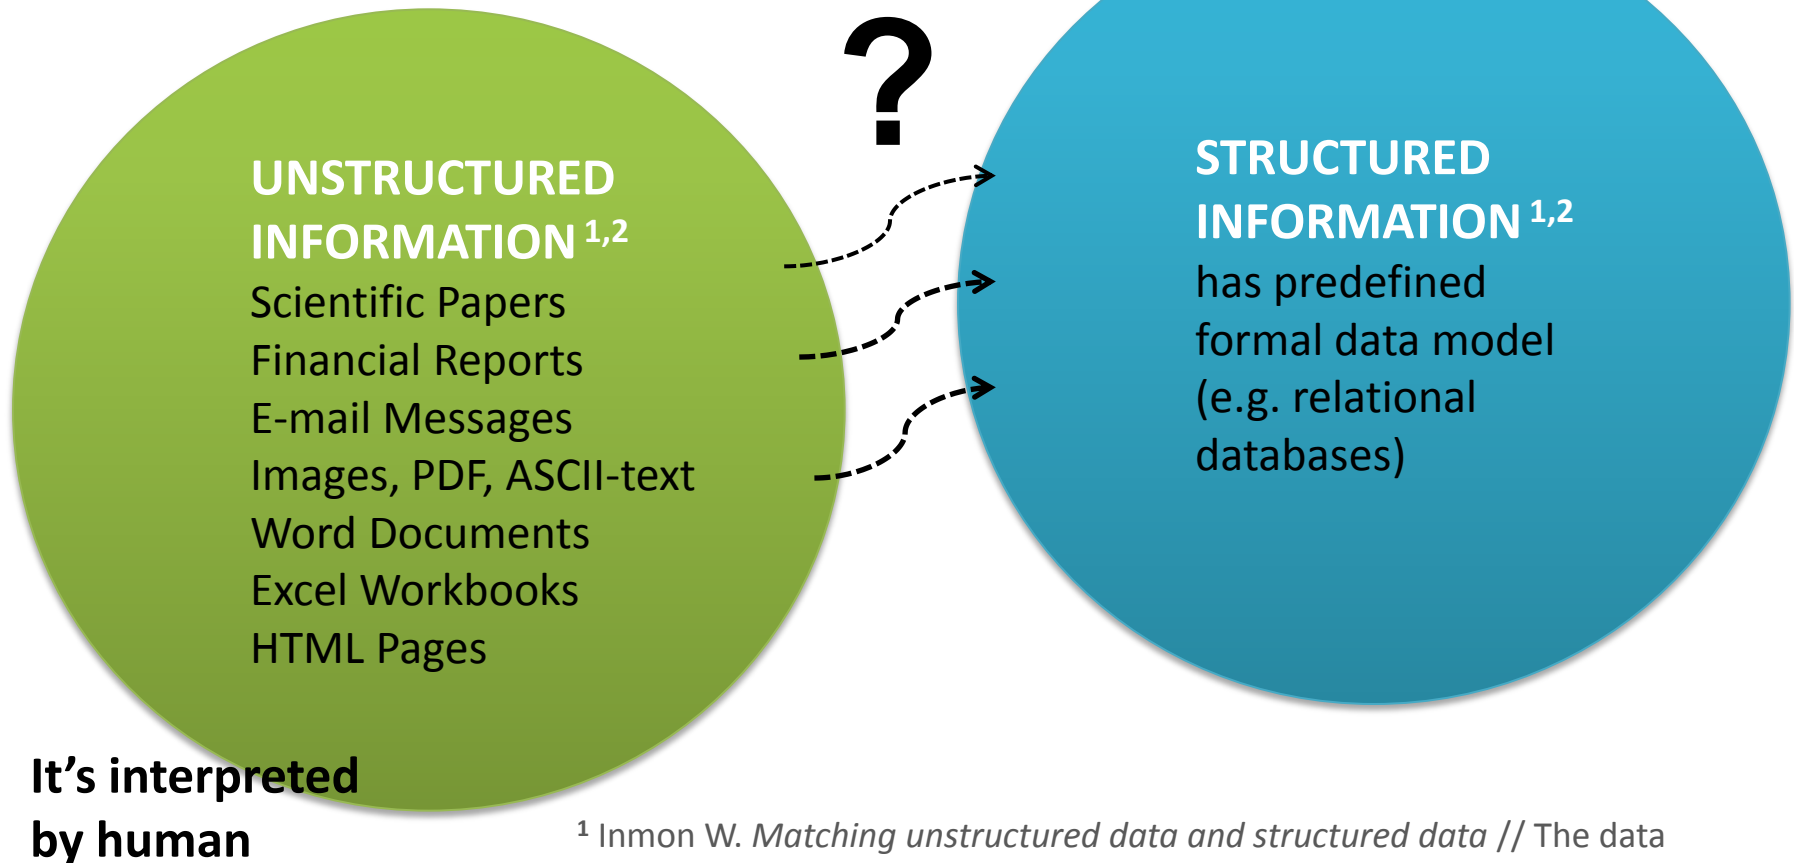 ?
UNSTRUCTURED
INFORMATION 1,2
Scientific Papers
Financial Reports
E-mail Messages
Images, PDF, ASCII-text
Word Documents
Excel Workbooks
HTML Pages
STRUCTURED
INFORMATION 1,2
has predefined
formal data model
(e.g. relational
databases)
It’s interpreted
by human
1 Inmon W. Matching unstructured data and structured data // The data